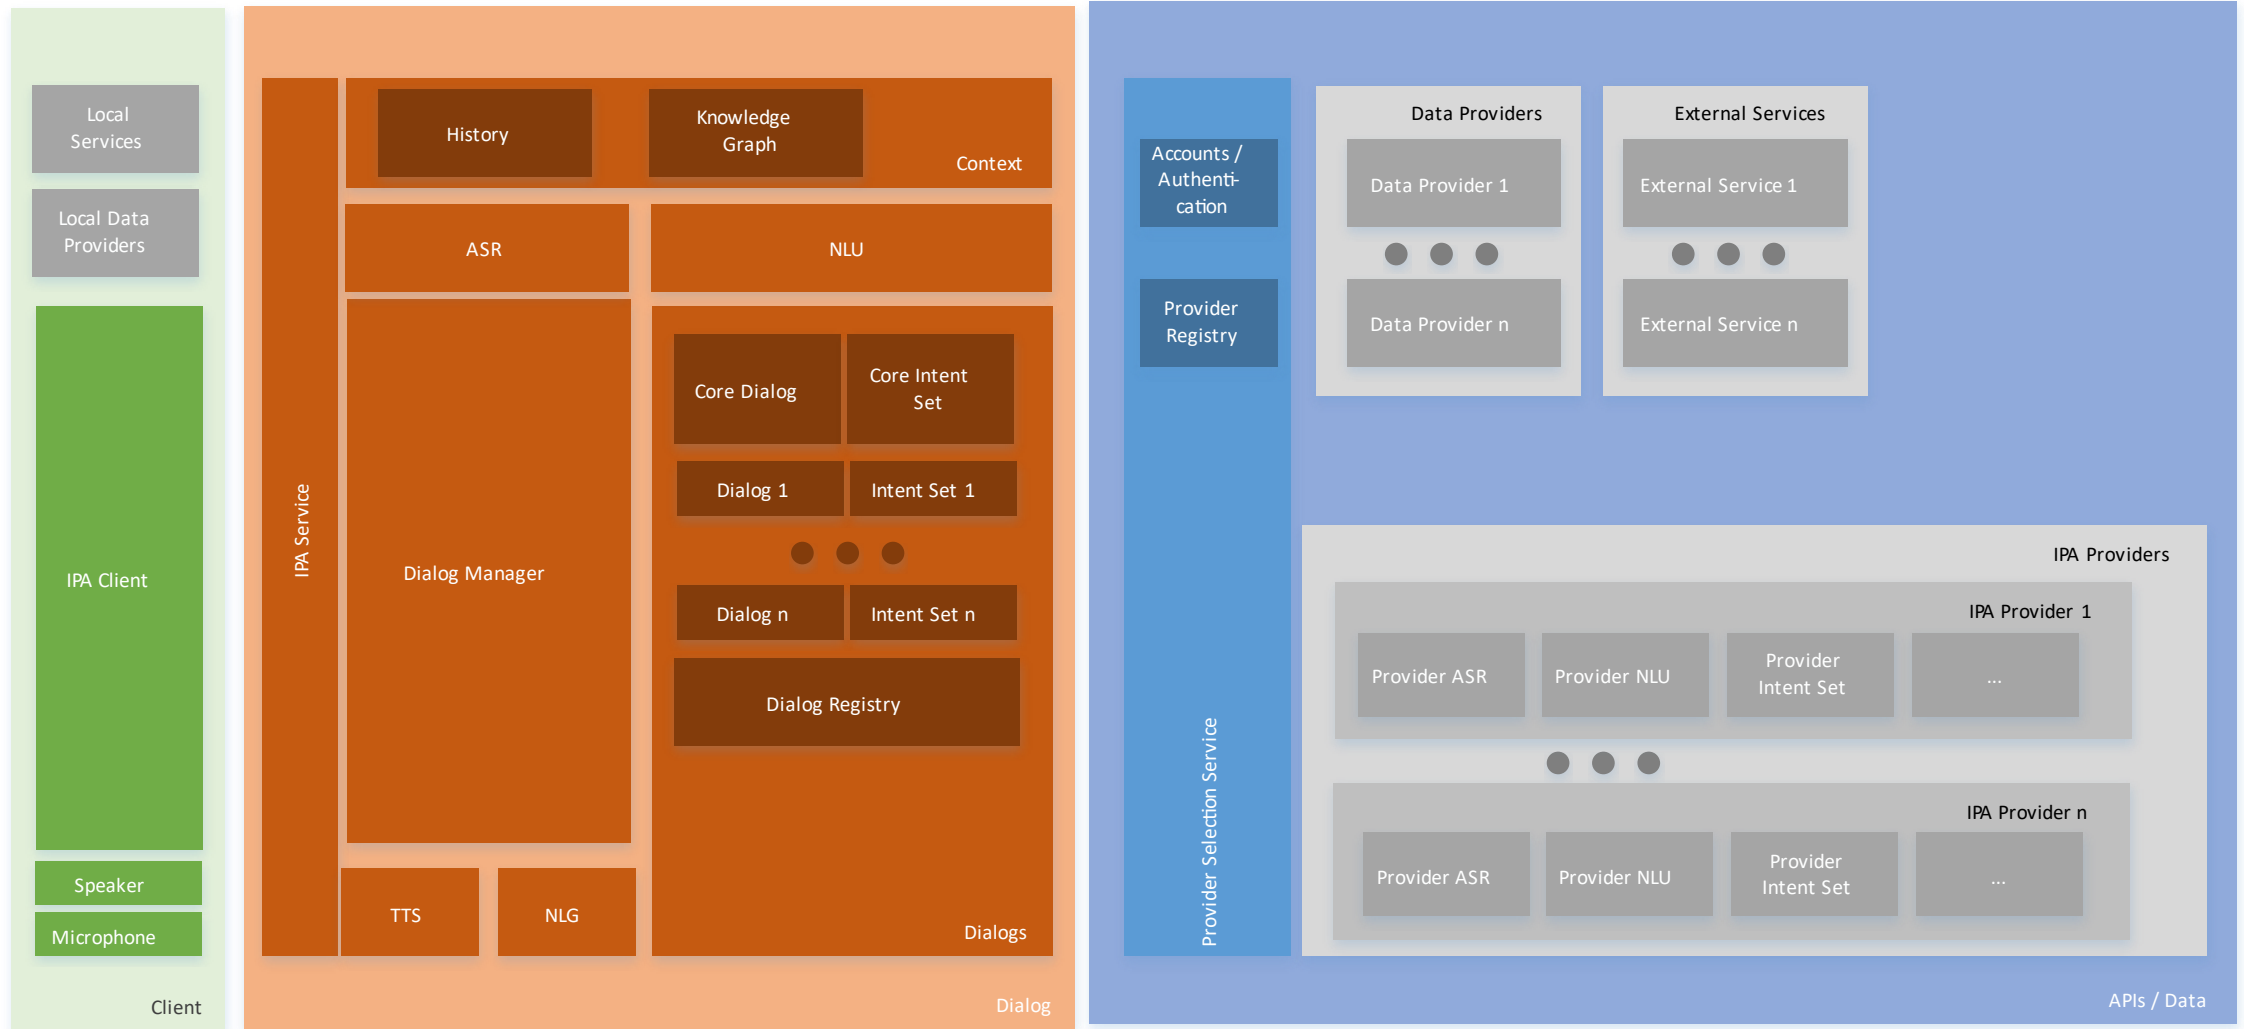 Local
Services
Local Data
Providers
IPA Client
Speaker
Microphone
Client
IPA Service
History
Knowledge
Graph
Context
ASR
NLU
Dialog Manager
Core Dialog
Core Intent
Set
Dialog 1
Intent Set 1
Dialog n
Intent Set n
Dialog Registry
TTS
NLG
Dialogs
Dialog
Accounts /
Authenti-
cation
Provider
Registry
Provider Selection Service
Data Providers
Data Provider 1
Data Provider n
External Services
External Service 1
External Service n
IPA Providers
IPA Provider 1
Provider ASR
Provider NLU
Provider
Intent Set
...
IPA Provider n
Provider ASR
Provider NLU
Provider
Intent Set
...
APIs / Data